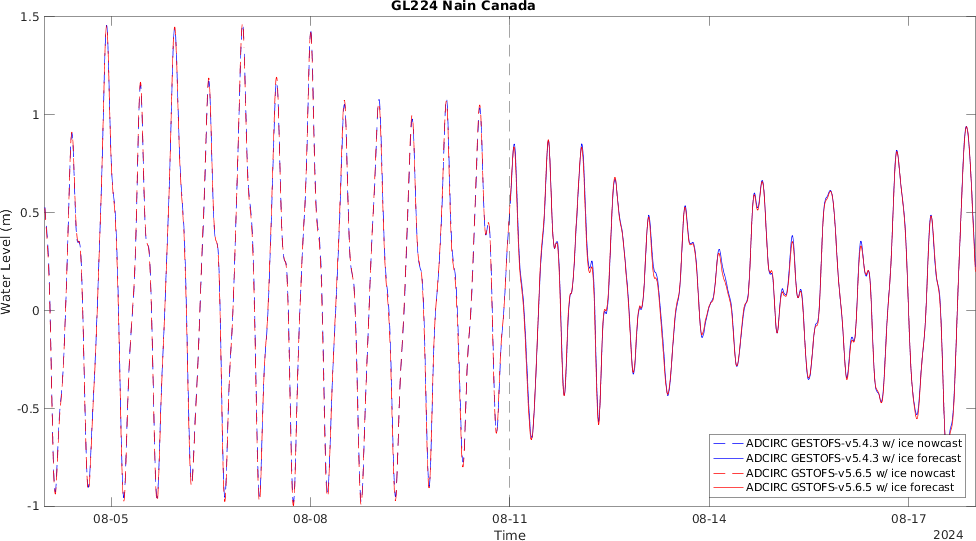 GL224 Nain Canada
1.5
1
0.5
0
-0.5
-1
Water Level (m)
08-05
08-08
08-11
08-14
08-17
Time
2024
ADCIRC GESTOFS-v5.4.3 w/ ice nowcast
ADCIRC GESTOFS-v5.4.3 w/ ice forecast
ADCIRC GSTOFS-v5.6.5 w/ ice nowcast
ADCIRC GSTOFS-v5.6.5 w/ ice forecast